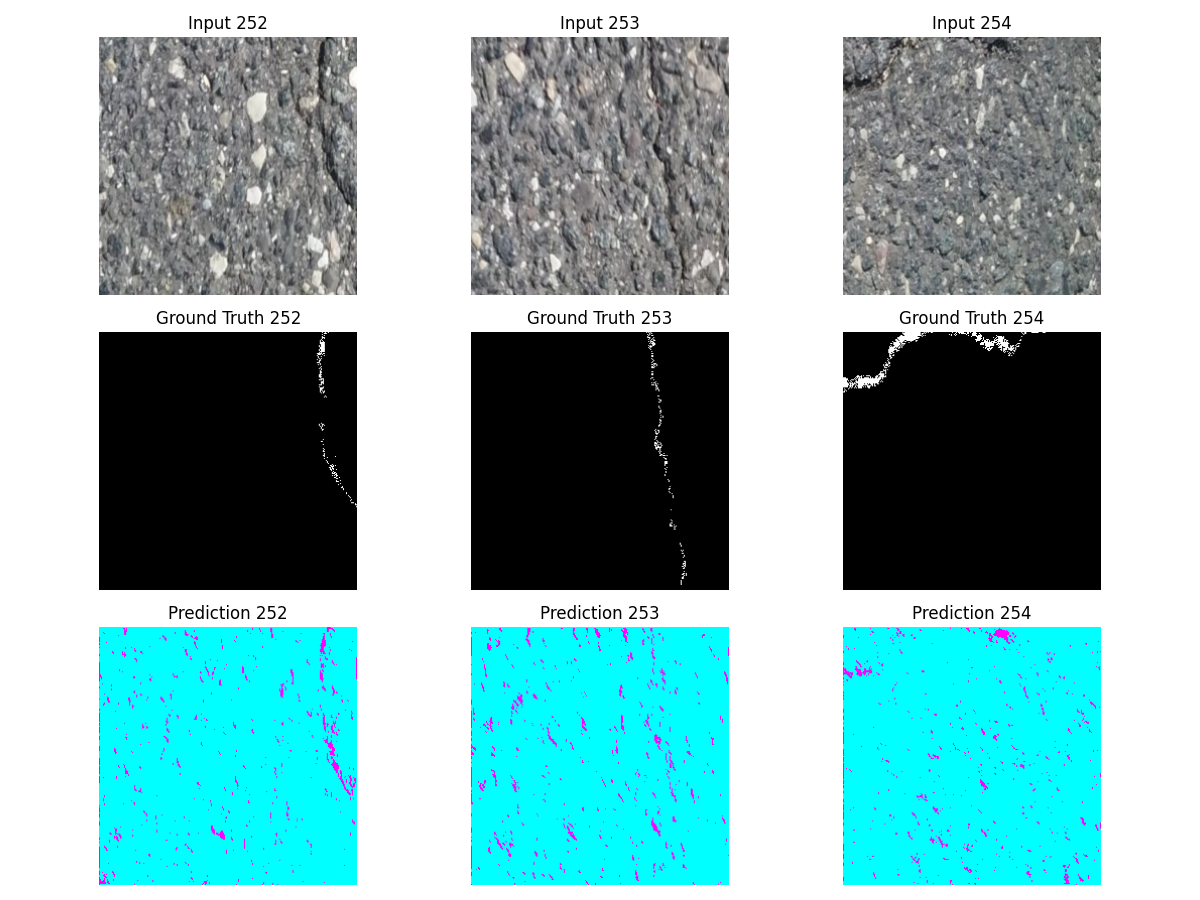 Input 252
Input 253
Input 254
Ground Truth 252
Ground Truth 253
Ground Truth 254
Prediction 252
Prediction 253
Prediction 254